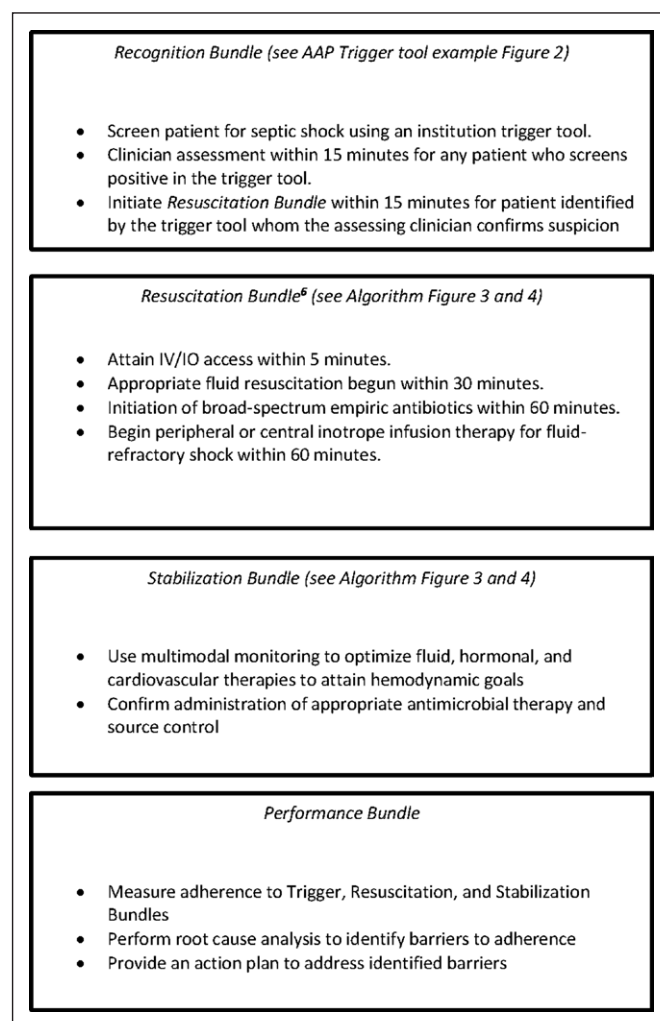 Recognition Bundle (see AAP Trigger tool example Figure 2)
• Screen patient for septic shock using an institution trigger tool.
• Clinician assessment within 15 minutes for any patient who screens
positive in the trigger tool.
• Initiate Resuscitation Bundle within 15 minutes for patient identified
by the trigger tool whom the assessing clinician confirms suspicion
Resuscitation Bundle⁶ (see Algorithm Figure 3 and 4)
• Attain IV/IO access within 5 minutes.
• Appropriate fluid resuscitation begun within 30 minutes.
• Initiation of broad-spectrum empiric antibiotics within 60 minutes.
• Begin peripheral or central inotrope infusion therapy for fluid-
refractory shock within 60 minutes.
Stabilization Bundle (see Algorithm Figure 3 and 4)
• Use multimodal monitoring to optimize fluid, hormonal, and
cardiovascular therapies to attain hemodynamic goals
• Confirm administration of appropriate antimicrobial therapy and
source control
Performance Bundle
• Measure adherence to Trigger, Resuscitation, and Stabilization
Bundles
• Perform root cause analysis to identify barriers to adherence
• Provide an action plan to address identified barriers